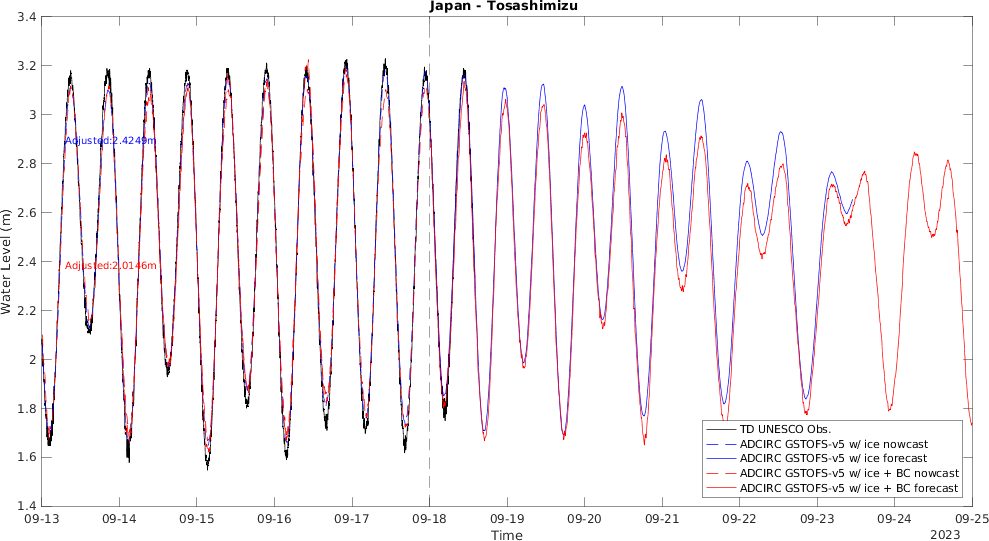 Japan - Tosashimizu
3.4
3.2
3
2.8
2.6
2.4
2.2
2
1.8
1.6
1.4
Water Level (m)
Adjusted:2.4249m
Adjusted:2.0146m
TD UNESCO Obs.
ADCIRC GSTOFS-v5 w/ ice nowcast
ADCIRC GSTOFS-v5 w/ ice forecast
ADCIRC GSTOFS-v5 w/ ice + BC nowcast
ADCIRC GSTOFS-v5 w/ ice + BC forecast
09-13 09-14 09-15 09-16 09-17 09-18 09-19 09-20 09-21 09-22 09-23 09-24 09-25
Time
2023